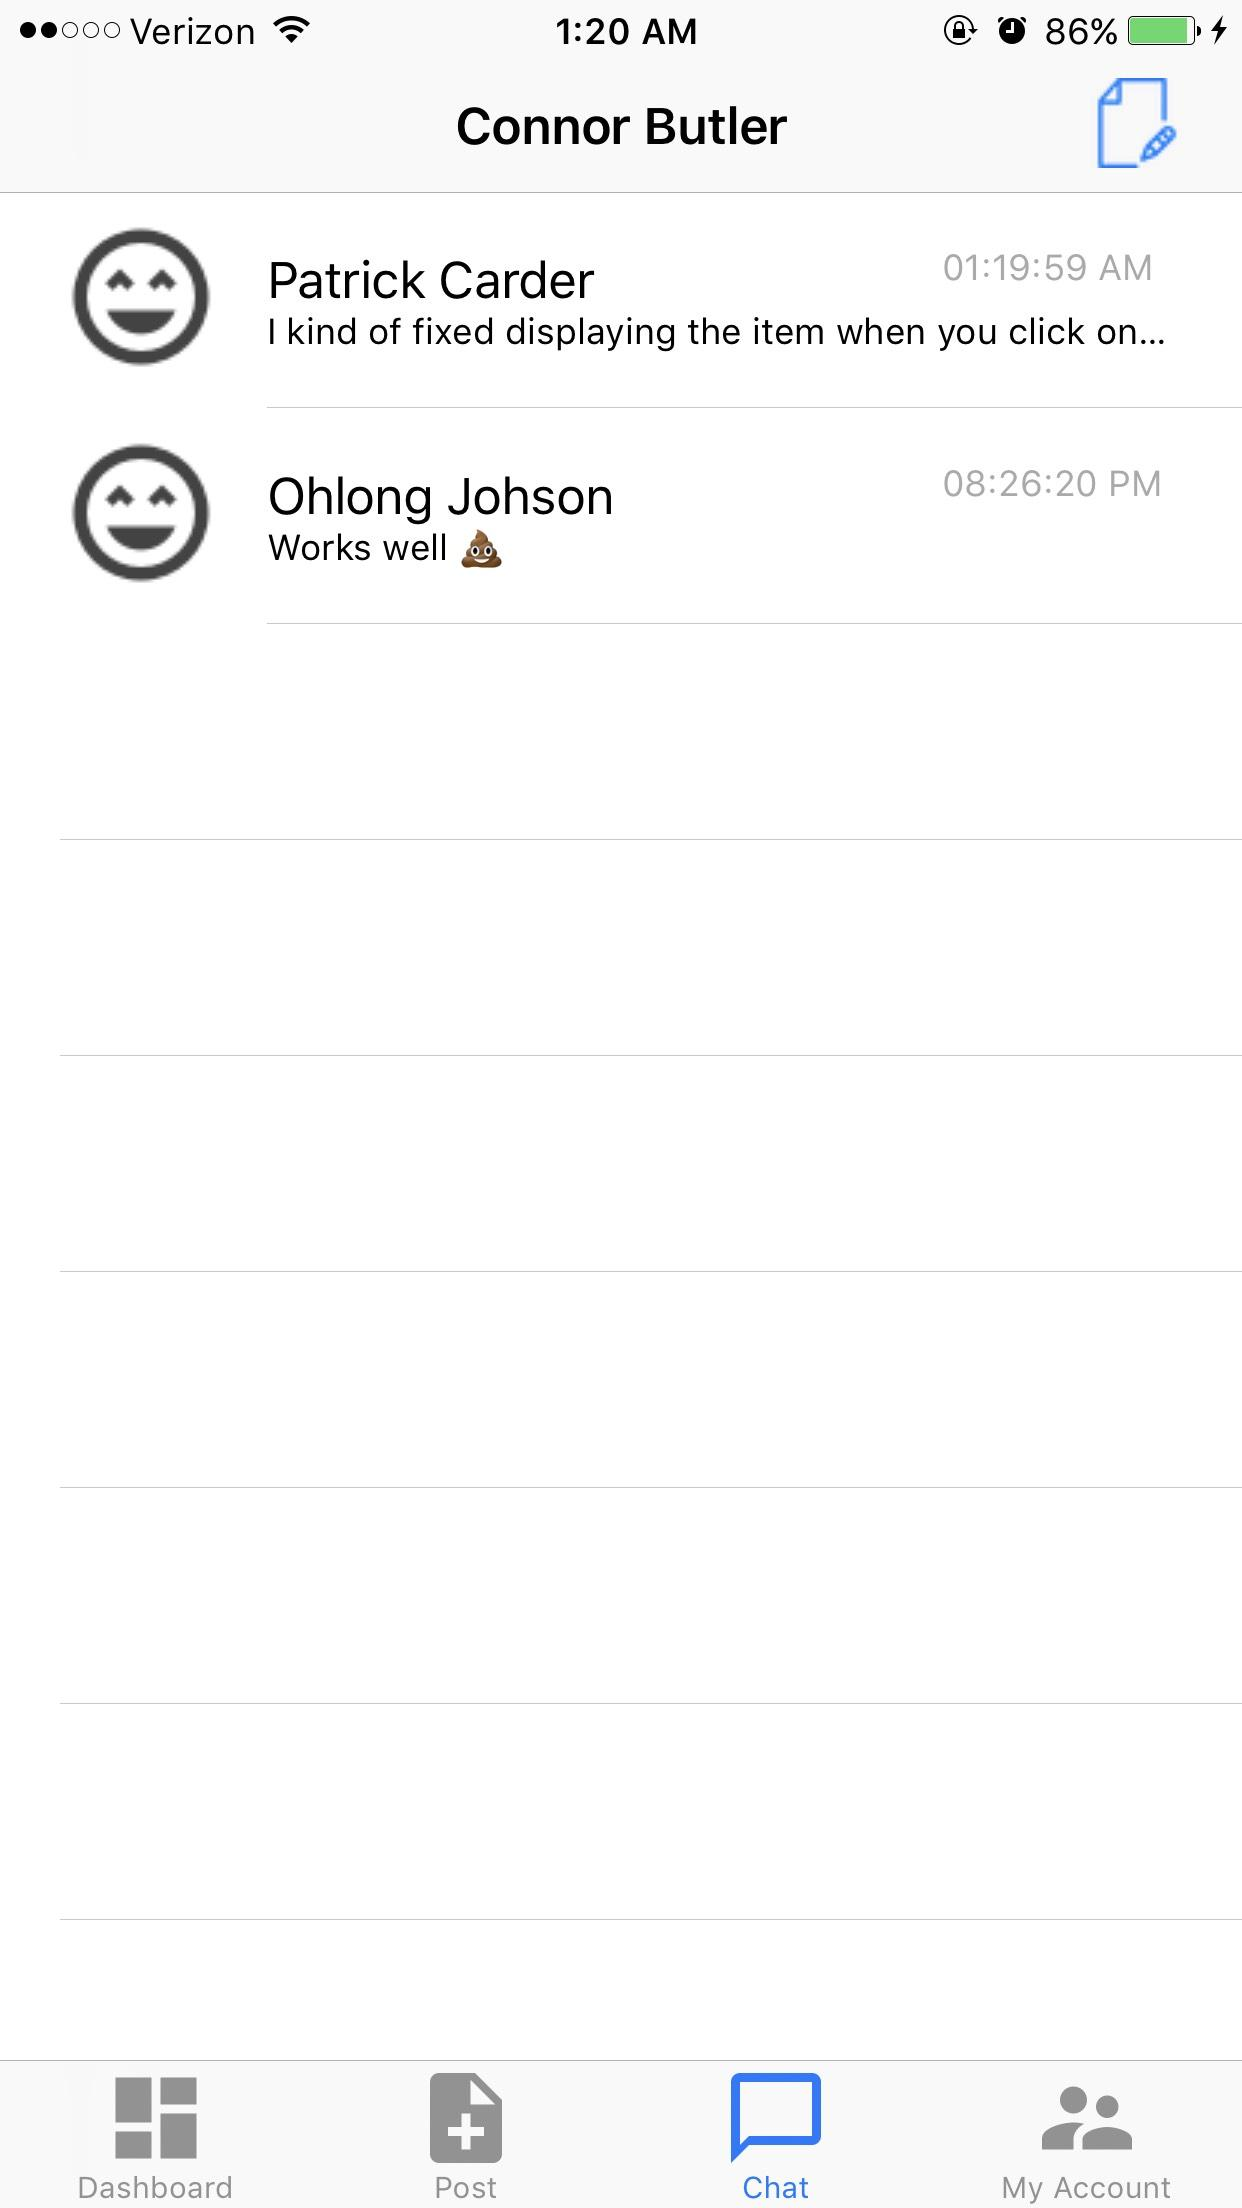 Verizon 1:20 AM 86%
Connor Butler
Patrick Carder 01:19:59 AM
I kind of fixed displaying the item when you click on...
Ohlong Johson 08:26:20 PM
Works well 💩
Dashboard Post Chat My Account